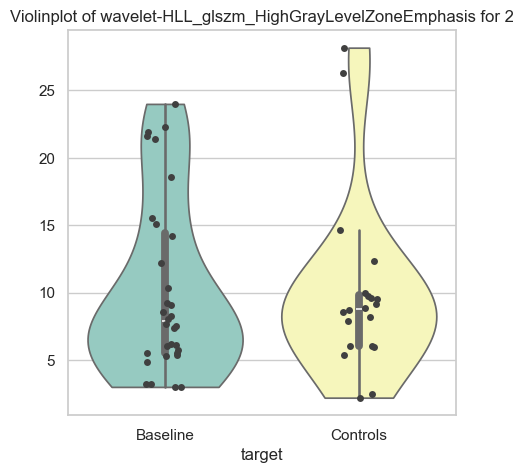 Violinplot of wavelet-HLL_glszm_HighGrayLevelZoneEmphasis for 2
25
20
15
10
5
Baseline
Controls
target